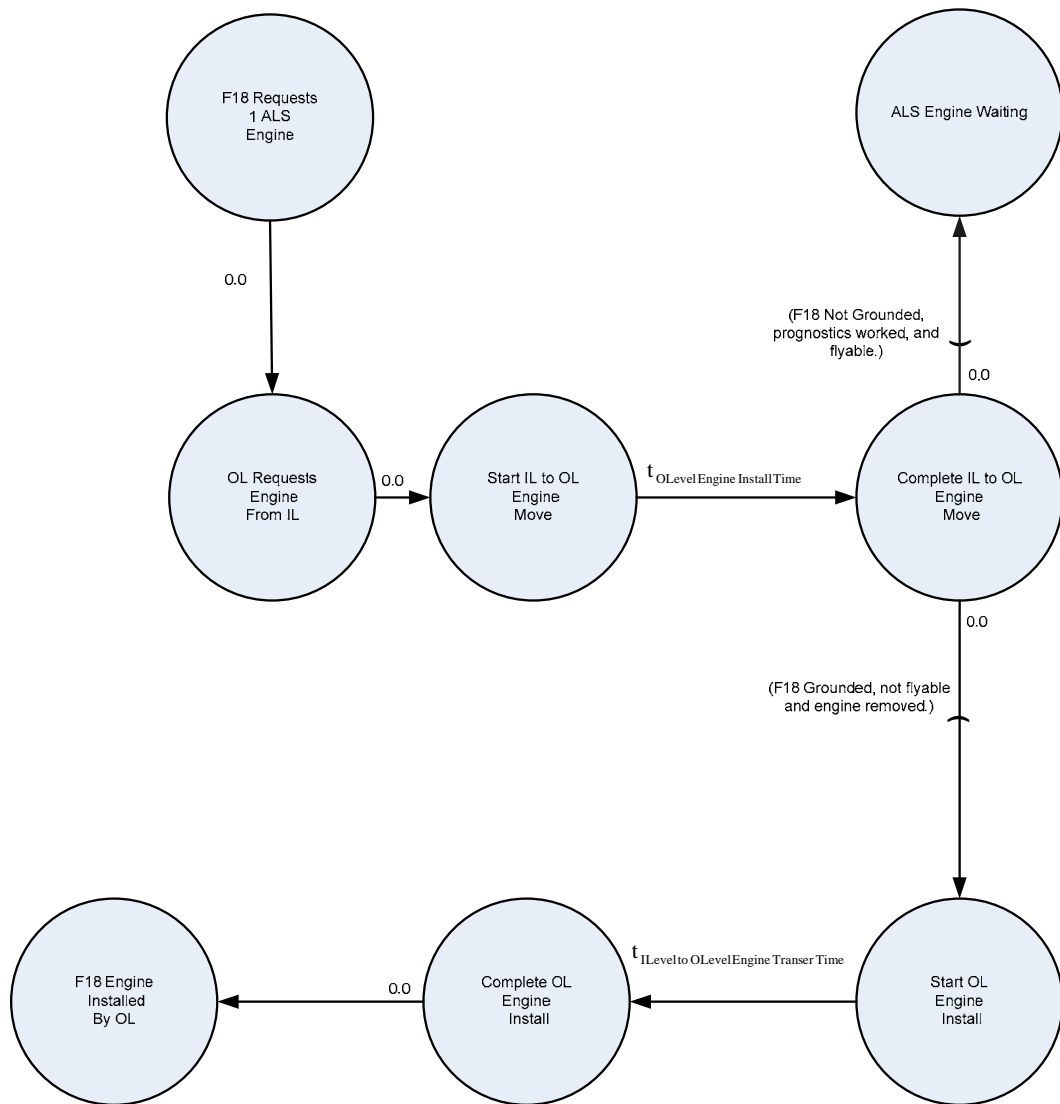 F18 Requests
1 ALS
Engine
ALS Engine Waiting
0.0
(F18 Not Grounded,
prognostics worked, and
flyable.)
0.0
OL Requests
Engine
From IL
0.0
Start IL to OL
Engine
Move
t OLevel Engine Install Time
Complete IL to OL
Engine
Move
0.0
(F18 Grounded, not flyable
and engine removed.)
F18 Engine
Installed
By OL
0.0
Complete OL
Engine
Install
t ILevel to OLevel Engine Transer Time
Start OL
Engine
Install